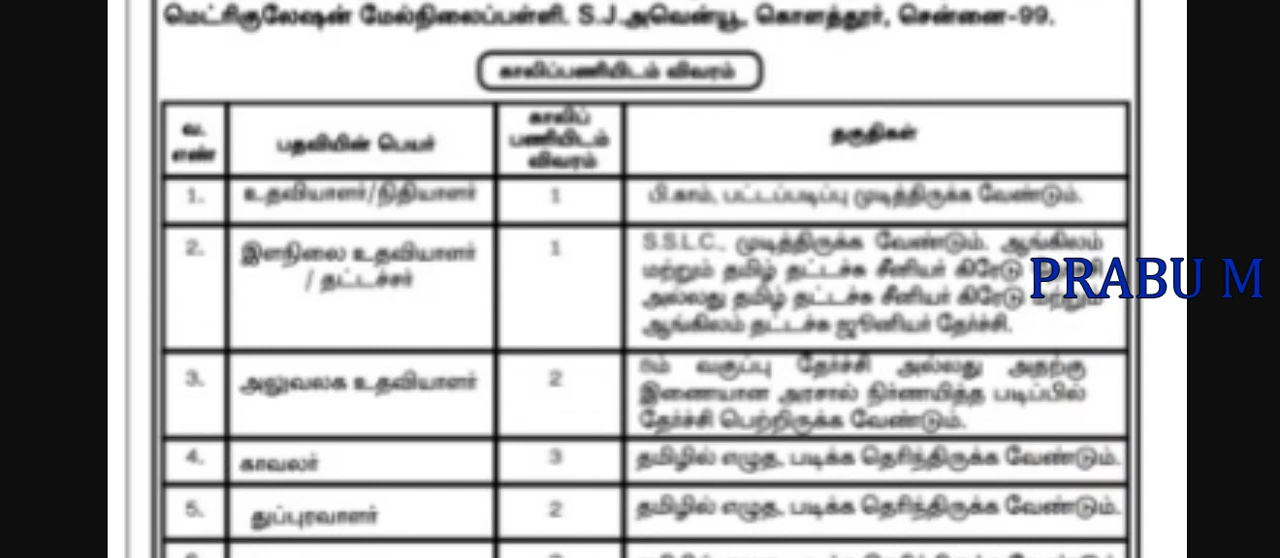 மெட்ரிகுலேஷன் மேல்நிலைப்பள்ளி. S.J.அவென்யூ, கொளத்தூர், சென்னை-99.
காலிப்பணியிடம் விவரம்
வ. எண் பதவியின் பெயர் காலிப் பணியிடம் விவரம் தகுதிகள்
1. உதவியாளர்/நிதியாளர் 1 பி.காம், பட்டப்படிப்பு முடித்திருக்க வேண்டும்.
2. இளநிலை உதவியாளர் / தட்டச்சர் 1 S.S.L.C., முடித்திருக்க வேண்டும். ஆங்கிலம்
மற்றும் தமிழ் தட்டச்சு சீனியர் கிரேடு
அல்லது தமிழ் தட்டச்சு சீனியர் கிரேடு மற்றும்
ஆங்கிலம் தட்டச்சு ஜூனியர் தேர்ச்சி.
PRABU M
3. அலுவலக உதவியாளர் 2 8ம் வகுப்பு தேர்ச்சி அல்லது அதற்கு
இணையான அரசால் நிர்ணயித்த படிப்பில்
தேர்ச்சி பெற்றிருக்க வேண்டும்.
4. காவலர் 3 தமிழில் எழுத, படிக்க தெரிந்திருக்க வேண்டும்.
5. துப்புரவாளர் 2 தமிழில் எழுத, படிக்க தெரிந்திருக்க வேண்டும்.